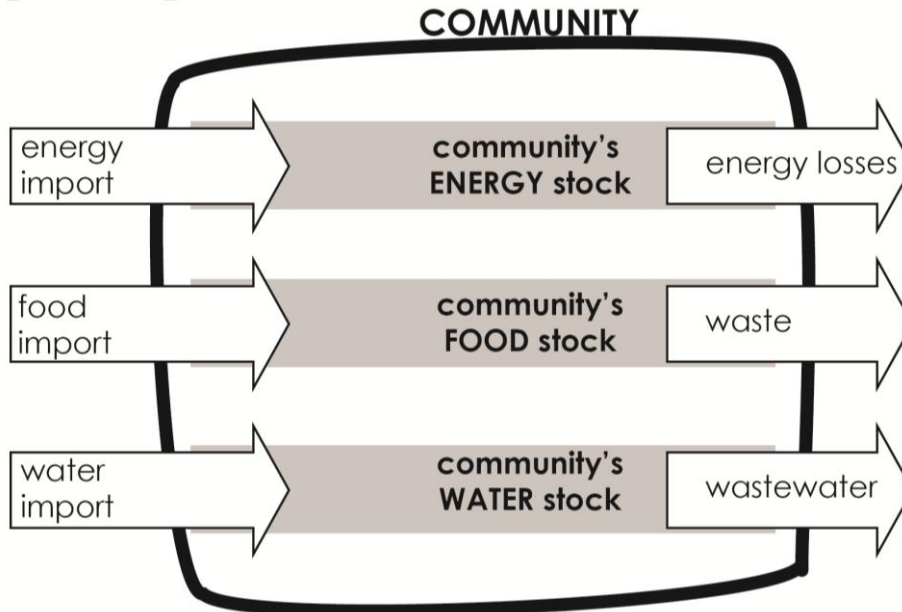 COMMUNITY
energy
import
community's
ENERGY stock
energy losses
food
import
community's
FOOD stock
waste
water
import
community's
WATER stock
wastewater